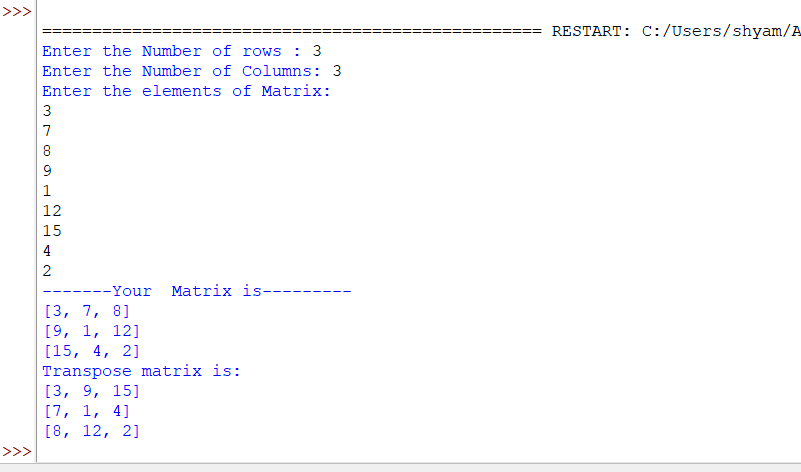 >>>
================================================== RESTART: C:/Users/shyam/A
Enter the Number of rows : 3
Enter the Number of Columns: 3
Enter the elements of Matrix:
3
7
8
9
1
12
15
4
2
-------Your  Matrix is---------
[3, 7, 8]
[9, 1, 12]
[15, 4, 2]
Transpose matrix is:
[3, 9, 15]
[7, 1, 4]
[8, 12, 2]
>>>